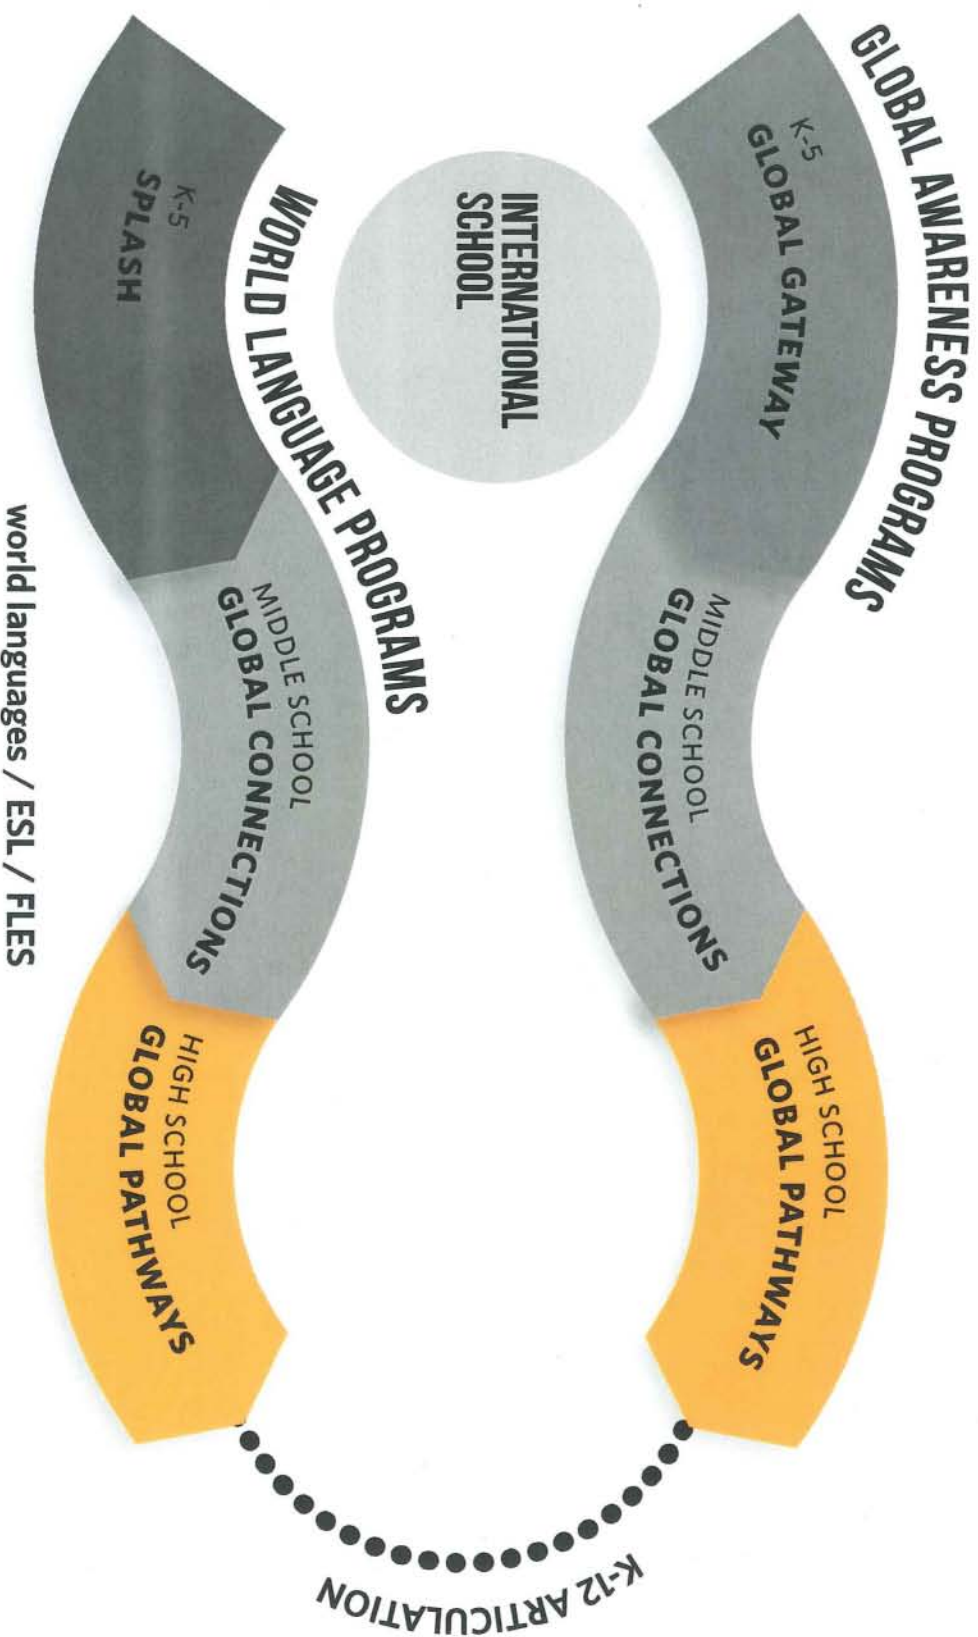 GLOBAL AWARENESS PROGRAMS
K-5
GLOBAL GATEWAY
MIDDLE SCHOOL
GLOBAL CONNECTIONS
HIGH SCHOOL
GLOBAL PATHWAYS
INTERNATIONAL
SCHOOL
K-12 ARTICULATION
WORLD LANGUAGE PROGRAMS
K-5
SPLASH
MIDDLE SCHOOL
GLOBAL CONNECTIONS
HIGH SCHOOL
GLOBAL PATHWAYS
world languages / ESL / FLES